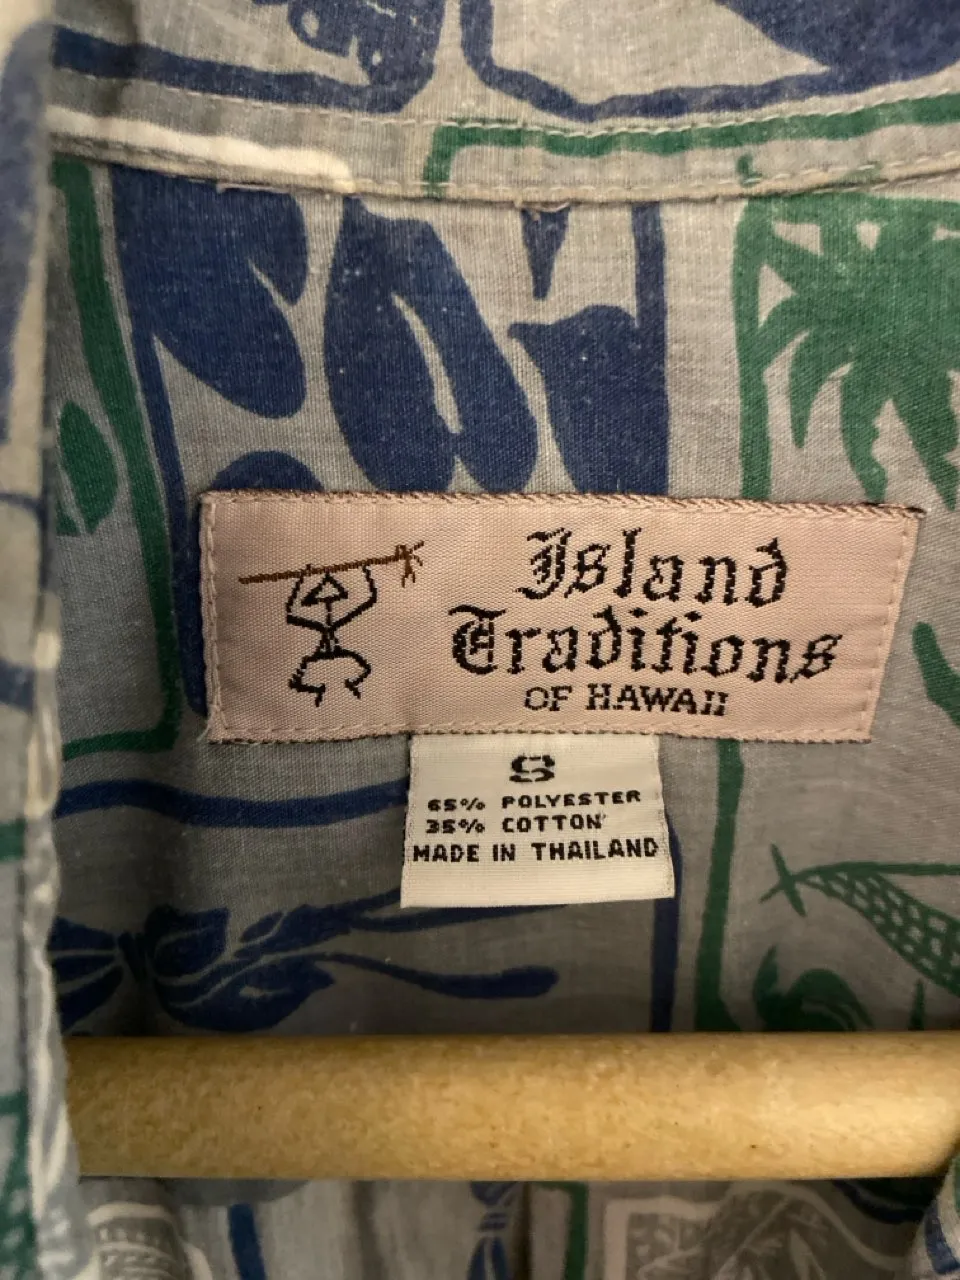 Island
Traditions
OF HAWAII
S
65% POLYESTER
35% COTTON
MADE IN THAILAND